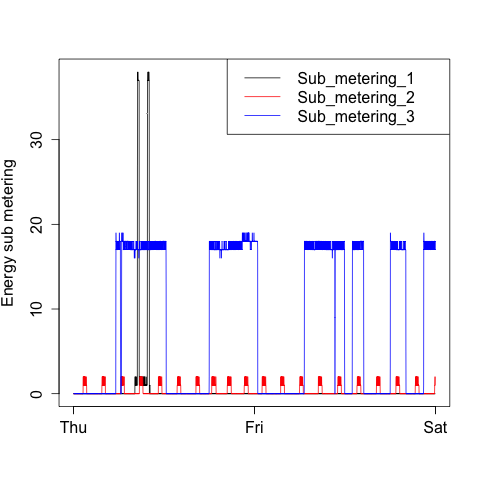 Sub_metering_1
Sub_metering_2
Sub_metering_3
Energy sub metering
30
20
10
0
Thu
Fri
Sat